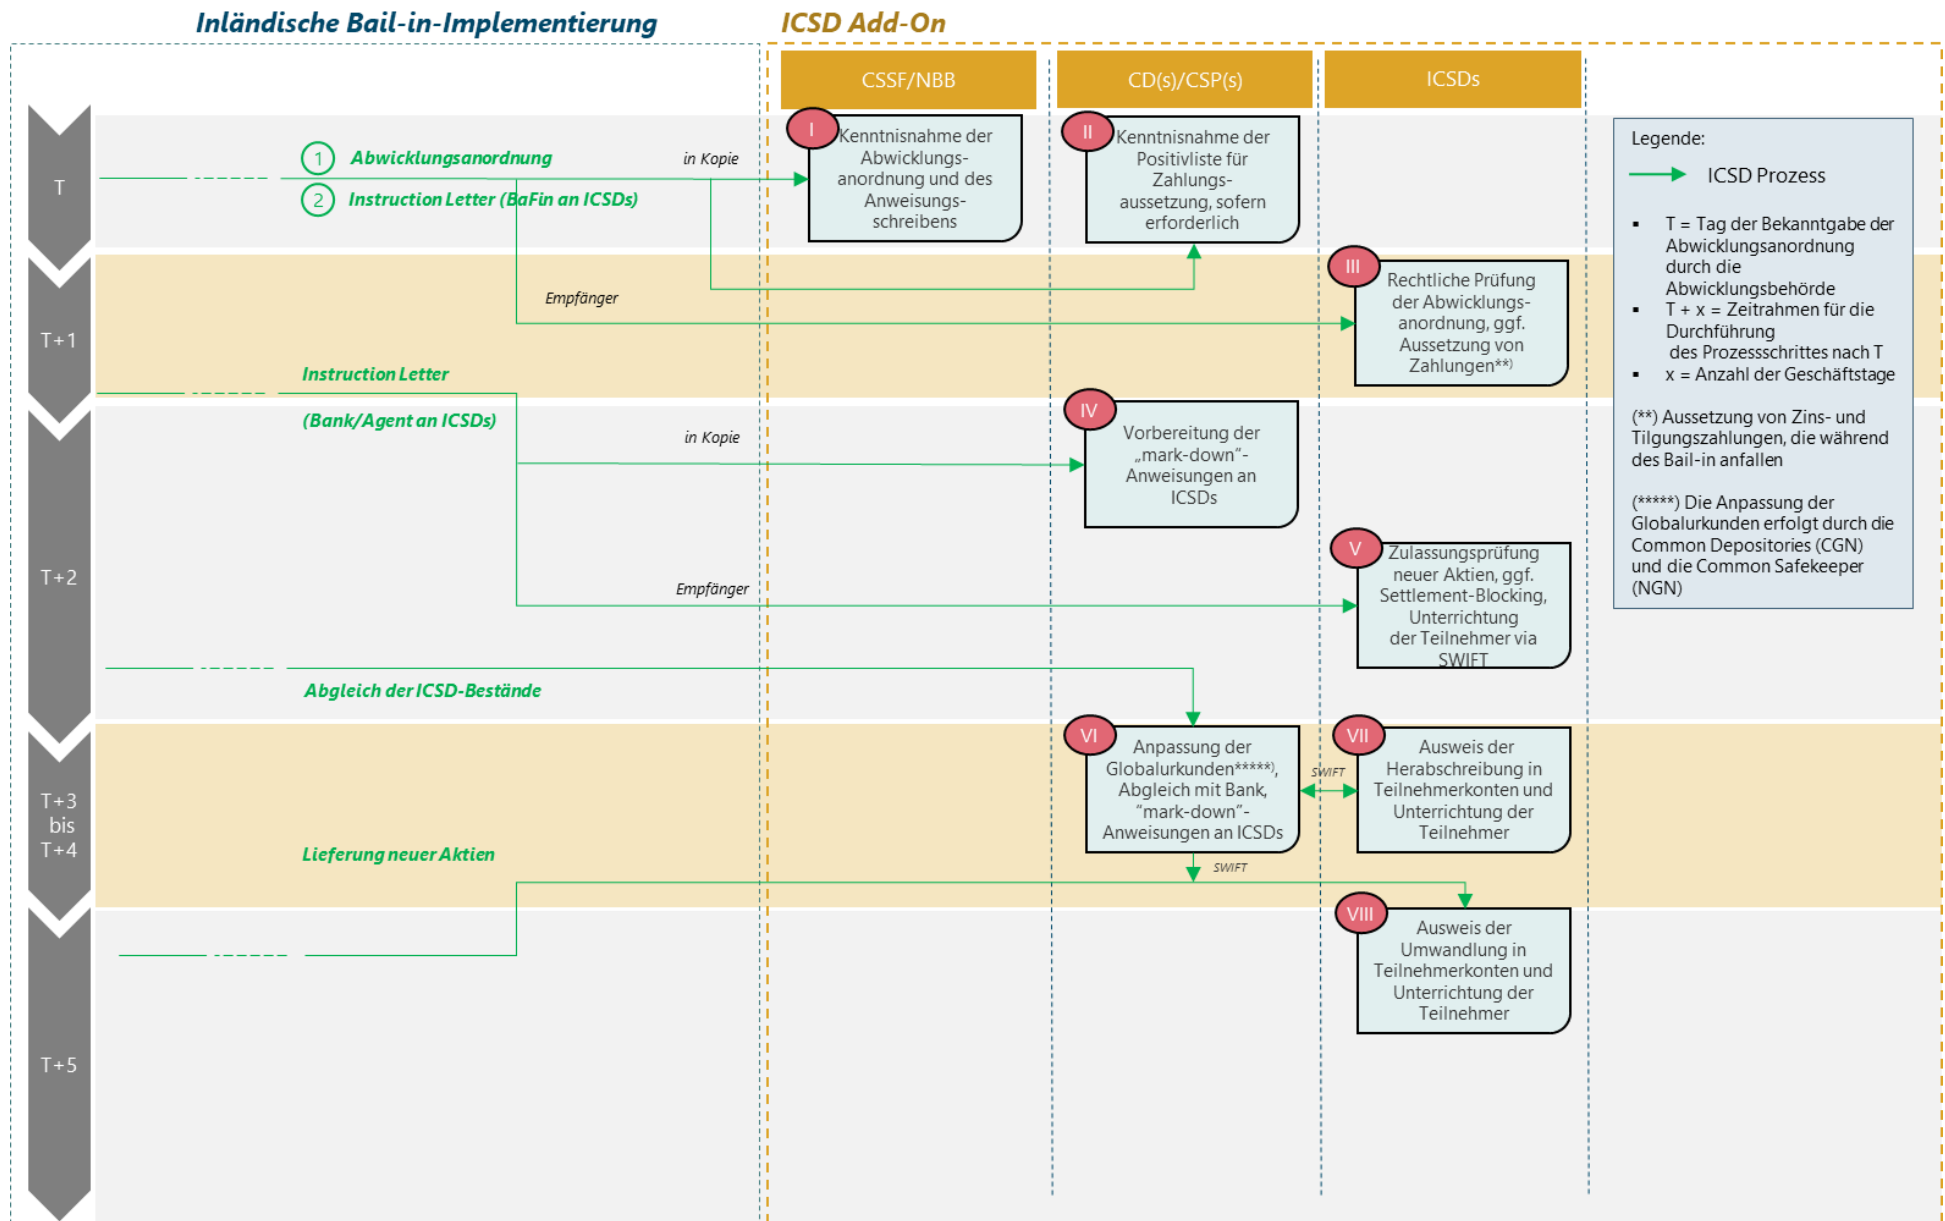 Inländische Bail-in-Implementierung
ICSD Add-On
CSSF/NBB
CD(s)/CSP(s)
ICSDs
T
1
Abwicklungsanordnung
in Kopie
2
Instruction Letter (BaFin an ICSDs)
I
Kenntnisnahme der
Abwicklungs-
anordnung und des
Anweisungs-
schreibens
II
Kenntnisnahme der
Positivliste für
Zahlungs-
aussetzung, sofern
erforderlich
T+1
Empfänger
III
Rechtliche Prüfung
der Abwicklungs-
anordnung, ggf.
Aussetzung von
Zahlungen**)
Instruction Letter
(Bank/Agent an ICSDs)
T+2
in Kopie
IV
Vorbereitung der
„mark-down“-
Anweisungen an
ICSDs
Empfänger
V
Zulassungsprüfung
neuer Aktien, ggf.
Settlement-Blocking,
Unterrichtung
der Teilnehmer via
SWIFT
Abgleich der ICSD-Bestände
T+3
bis
T+4
VI
Anpassung der
Globalurkunden*****),
Abgleich mit Bank,
“mark-down”-
Anweisungen an ICSDs
SWIFT
VII
Ausweis der
Herabschreibung in
Teilnehmerkonten und
Unterrichtung der
Teilnehmer
Lieferung neuer Aktien
SWIFT
T+5
VIII
Ausweis der
Umwandlung in
Teilnehmerkonten und
Unterrichtung der
Teilnehmer
Legende:
ICSD Prozess
▪ T = Tag der Bekanntgabe der
Abwicklungsanordnung
durch die
Abwicklungsbehörde
▪ T + x = Zeitrahmen für die
Durchführung
des Prozessschrittes nach T
▪ x = Anzahl der Geschäftstage
(**) Aussetzung von Zins- und
Tilgungszahlungen, die während
des Bail-in anfallen
(*****) Die Anpassung der
Globalurkunden erfolgt durch die
Common Depositories (CGN)
und die Common Safekeeper
(NGN)